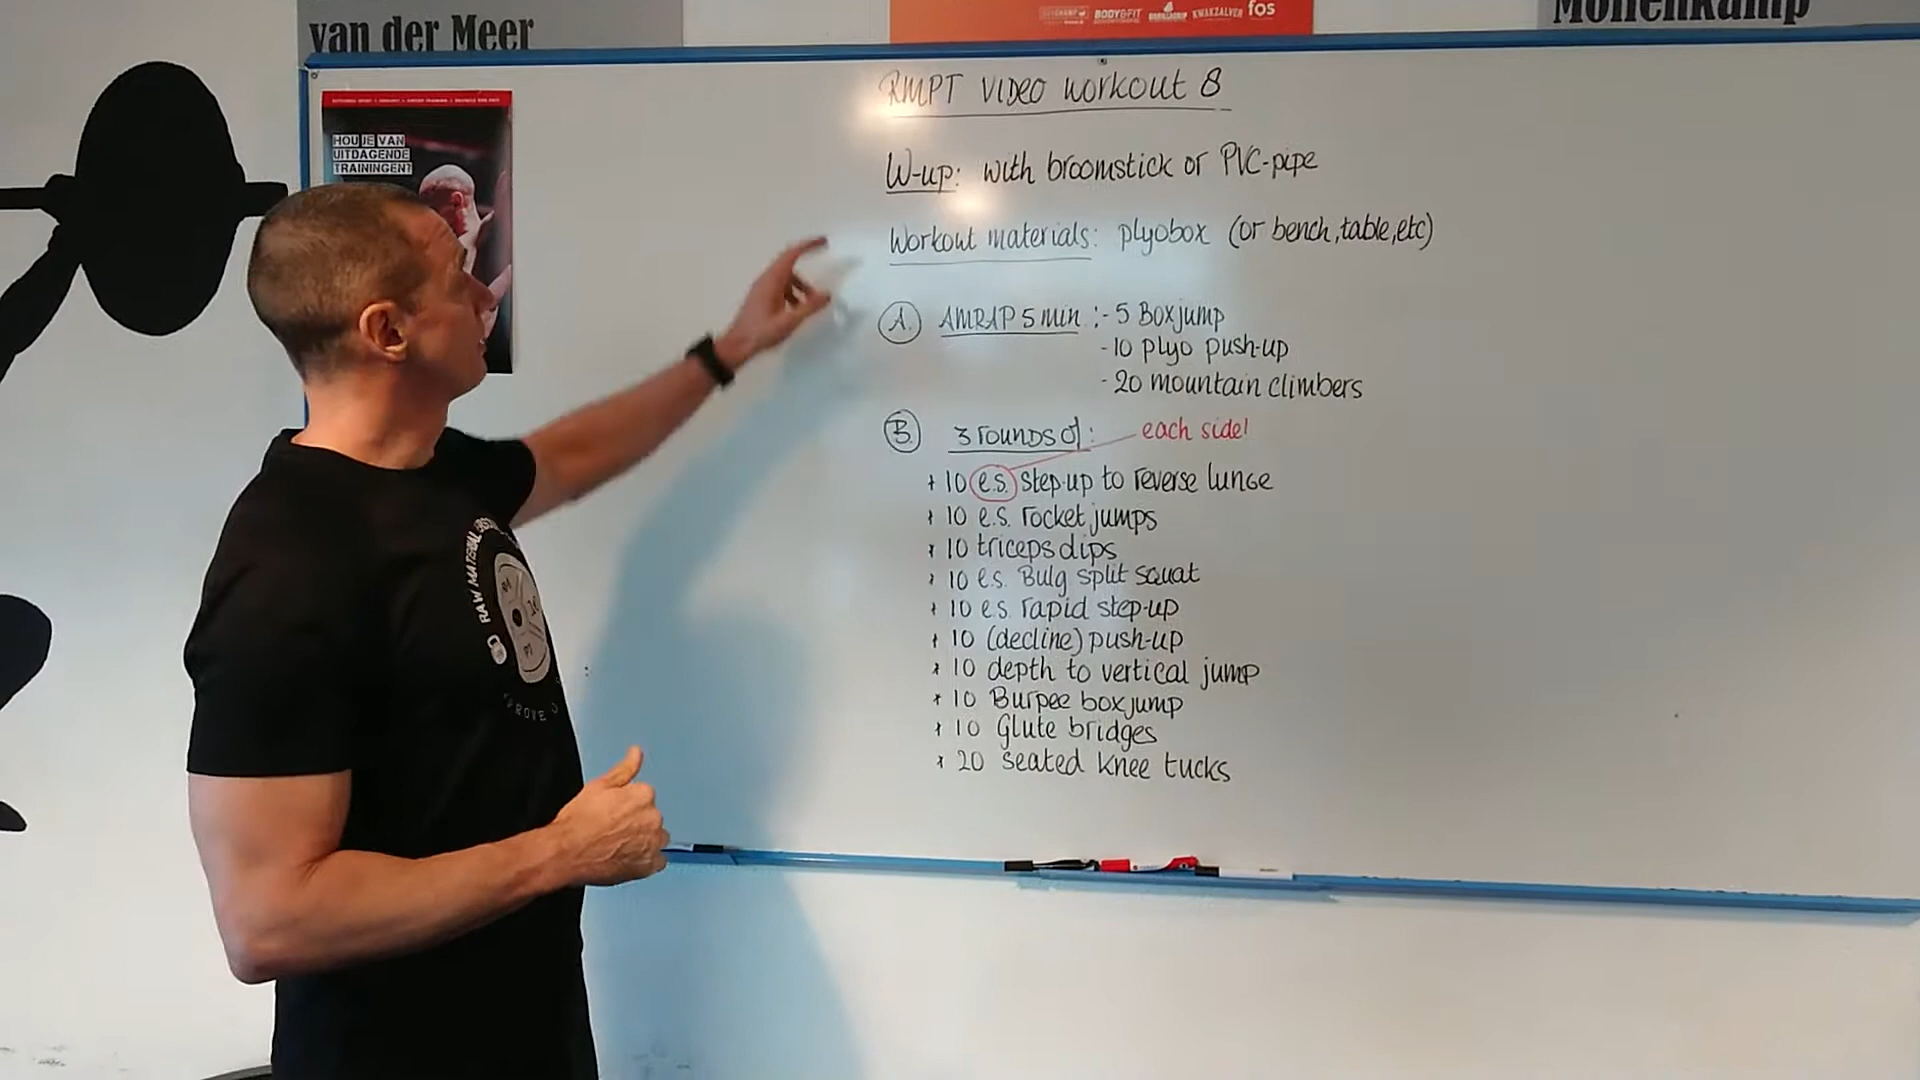 van der Meer
BODY&FIT
KWAKZALVER
fos
Mollenkamp
HOU JE VAN
UITDAGENDE
TRAININGEN?
RMPT VIDEO WORKOUT 8
W-up: with broomstick or PVC-pipe
Workout materials: plyobox (or bench, table, etc)
A. AMRAP 5 min : - 5 Boxjump
- 10 plyo push-up
- 20 mountain climbers
B. 3 rounds of: each side!
* 10 e.s. step-up to reverse lunge
* 10 e.s. rocket jumps
* 10 triceps dips
* 10 e.s. Bulg split squat
* 10 e.s. rapid step-up
* 10 (decline) push-up
* 10 depth to vertical jump
* 10 Burpee boxjump
* 10 Glute bridges
* 20 seated knee tucks
RAW MATERIAL